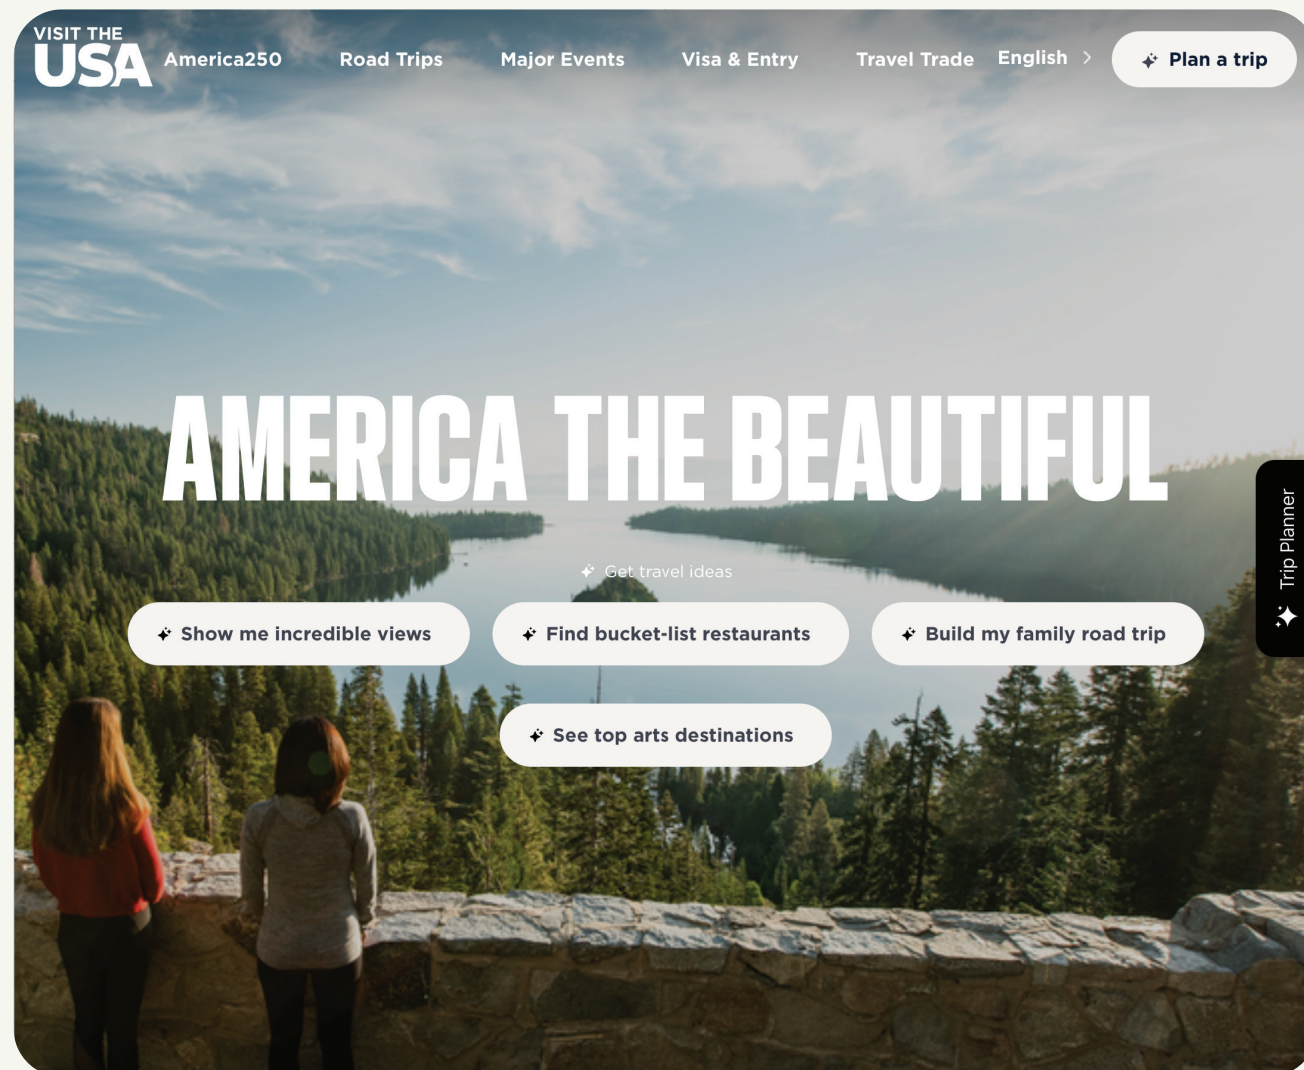 VISIT THE
USA
America250
Road Trips
Major Events
Visa & Entry
Travel Trade
English
Plan a trip
AMERICA THE BEAUTIFUL
Trip Planner
Get travel ideas
Show me incredible views
Find bucket-list restaurants
Build my family road trip
See top arts destinations